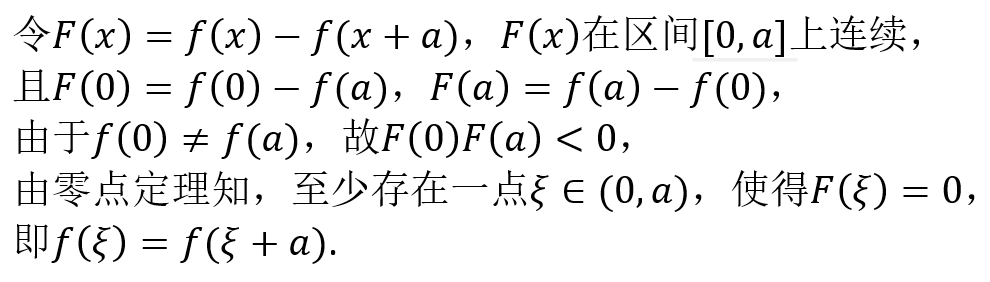 令F(x) = f(x) − f(x + a)，F(x)在区间[0, a]上连续，
且F(0) = f(0) − f(a)，F(a) = f(a) − f(0)，
由于f(0) ≠ f(a)，故F(0)F(a) < 0，
由零点定理知，至少存在一点ξ ∈ (0, a)，使得F(ξ) = 0，
即f(ξ) = f(ξ + a).